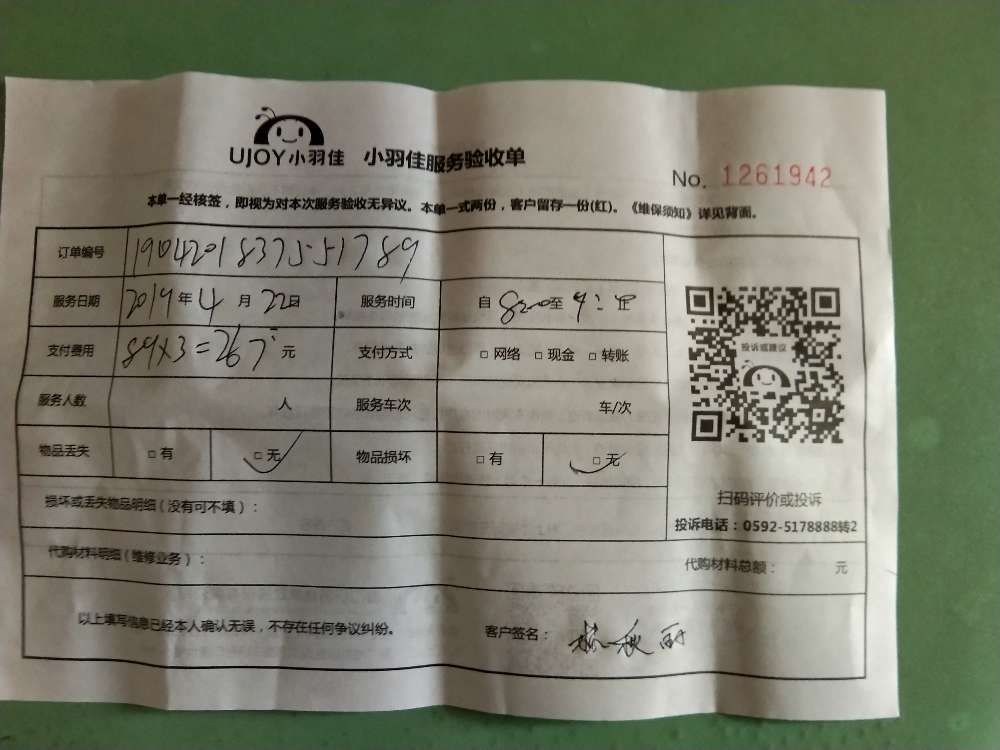 UJOY小羽佳 小羽佳服务验收单
No. 1261942
本单一经核签，即视为对本次服务验收无异议。本单一式两份，客户留存一份(红)。《维保须知》详见背面。
订单编号 19042018375551789
服务日期 2019年4月22日 服务时间 自820至
支付费用 89×3=267元 支付方式 □网络 □现金 □转账
服务人数 人 服务车次 车/次
物品丢失 □有 □无 物品损坏 □有 □无
投诉或建议
扫码评价或投诉
投诉电话：0592-5178888转2
损坏或丢失物品明细（没有可不填）：
代购材料明细（维修业务）： 代购材料总额： 元
以上填写信息已经本人确认无误，不存在任何争议纠纷。 客户签名：